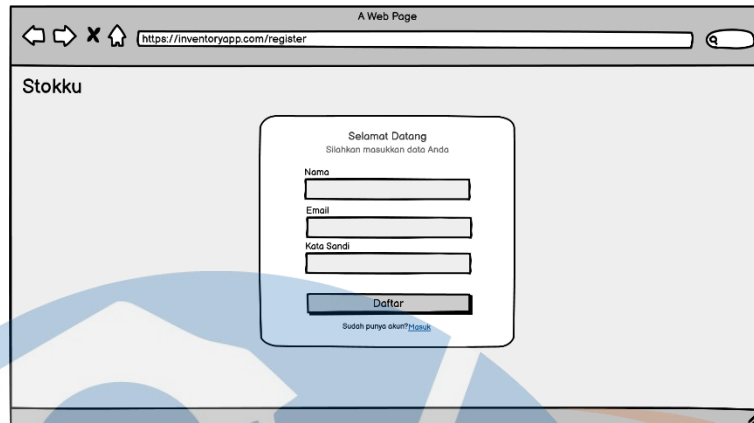 A Web Page
https://inventoryapp.com/register
Stokku
Selamat Datang
Silahkan masukkan data Anda
Nama
Email
Kata Sandi
Daftar
Sudah punya akun?Masuk